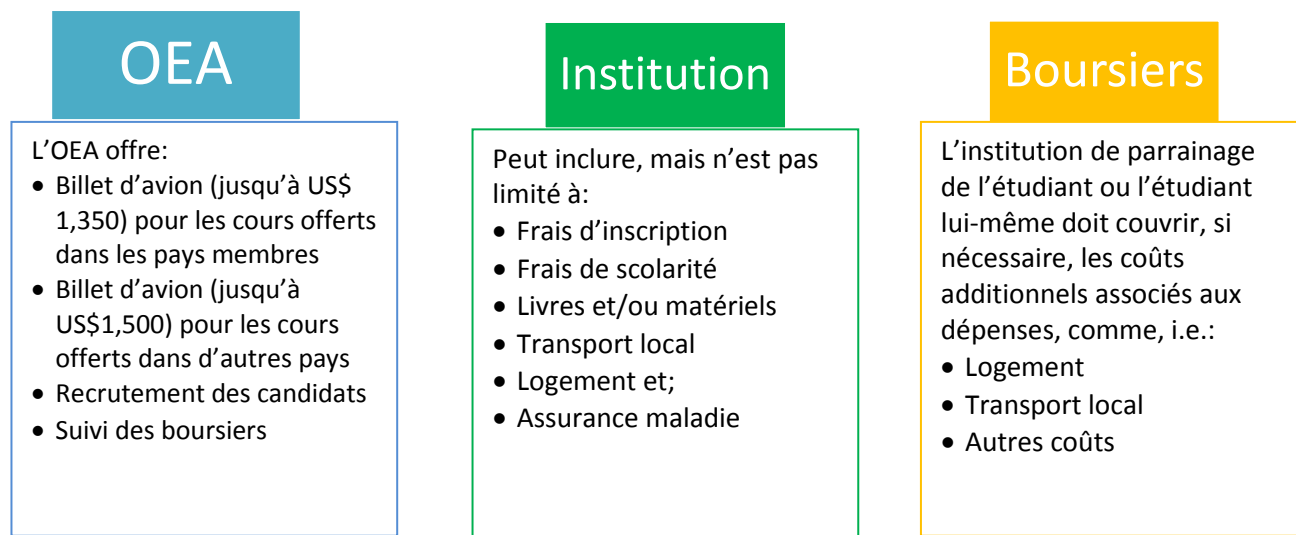 OEA
L’OEA offre:
• Billet d’avion (jusqu’à US$
1,350) pour les cours offerts
dans les pays membres
• Billet d’avion (jusqu’à
US$1,500) pour les cours
offerts dans d’autres pays
• Recrutement des candidats
• Suivi des boursiers
Institution
Peut inclure, mais n’est pas
limité à:
• Frais d’inscription
• Frais de scolarité
• Livres et/ou matériels
• Transport local
• Logement et;
• Assurance maladie
Boursiers
L’institution de parrainage
de l’étudiant ou l’étudiant
lui-même doit couvrir, si
nécessaire, les coûts
additionnels associés aux
dépenses, comme, i.e.:
• Logement
• Transport local
• Autres coûts